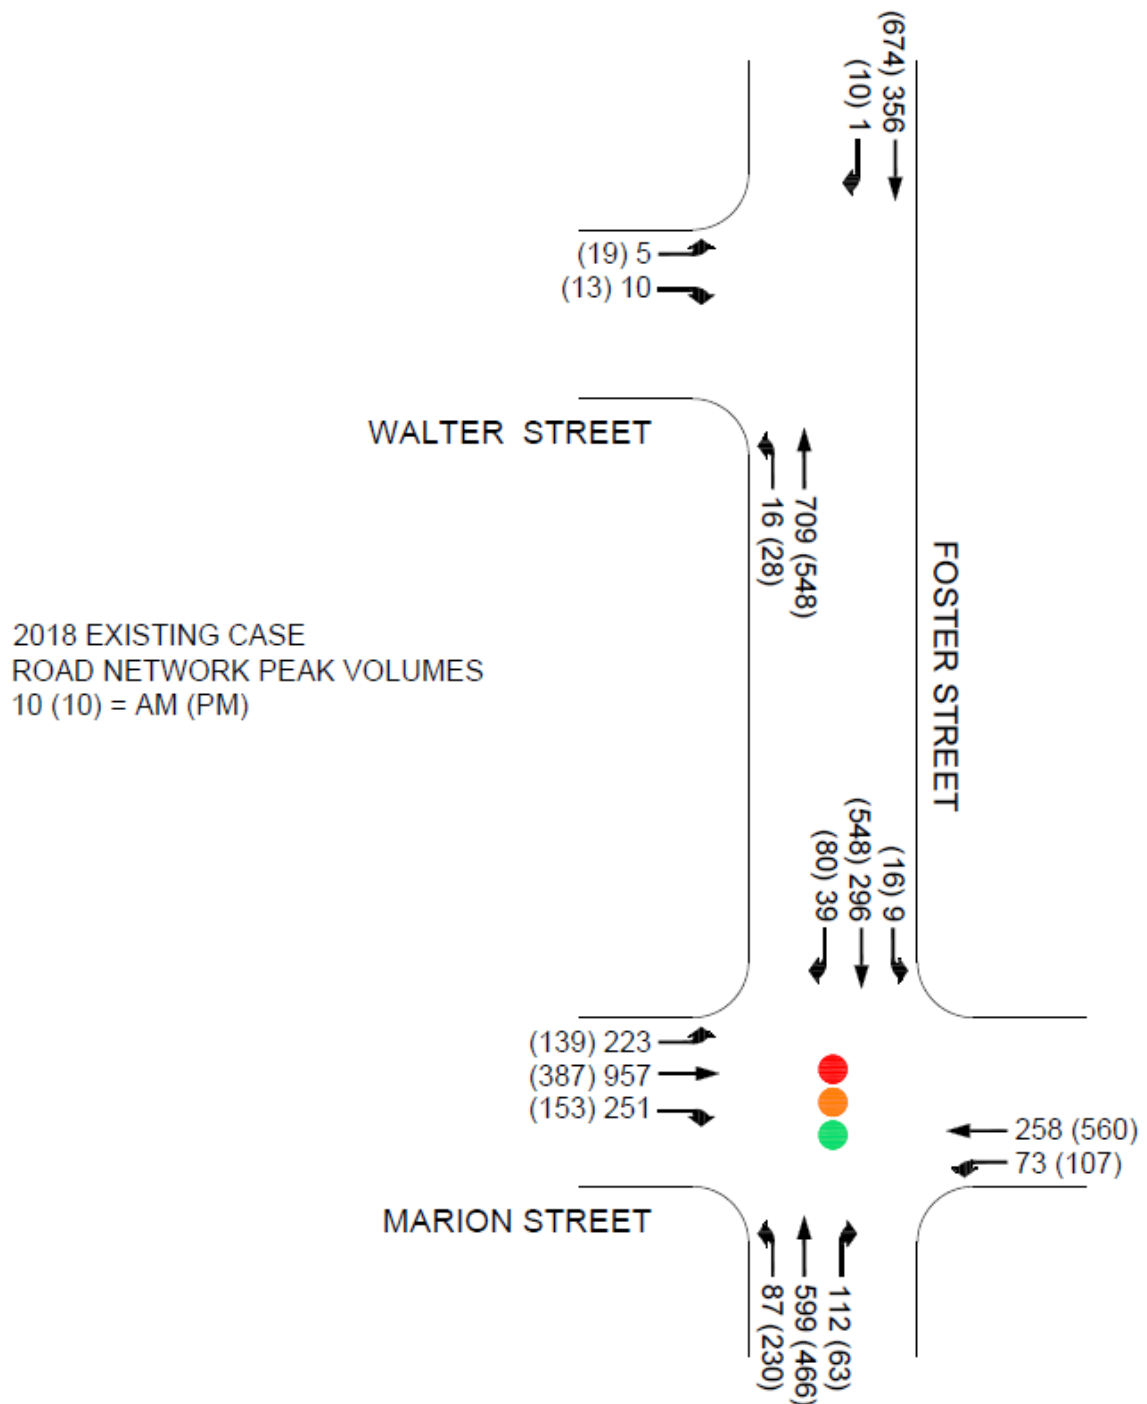 (674) 356
(10) 1
(19) 5
(13) 10
WALTER STREET
16 (28)
709 (548)
FOSTER STREET
2018 EXISTING CASE
ROAD NETWORK PEAK VOLUMES
10 (10) = AM (PM)
(80) 39
(548) 296
(16) 9
(139) 223
(387) 957
(153) 251
258 (560)
73 (107)
MARION STREET
87 (230)
599 (466)
112 (63)